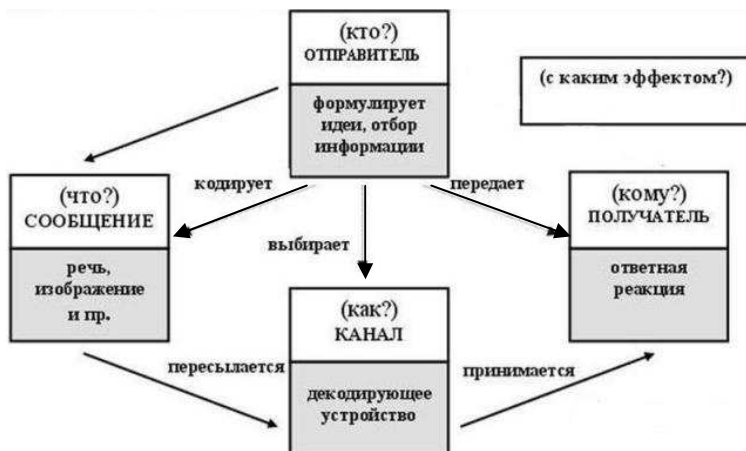 (кто?)
ОТПРАВИТЕЛЬ
формулирует
идеи, отбор
информации
(с каким эффектом?)
кодирует
передает
(что?)
СООБЩЕНИЕ
речь,
изображение
и пр.
выбирает
(кому?)
ПОЛУЧАТЕЛЬ
ответная
реакция
(как?)
КАНАЛ
декодирующее
устройство
пересылается
принимается